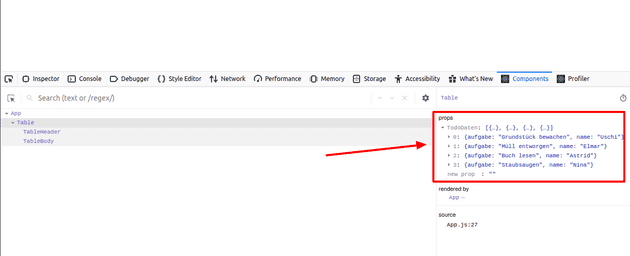 Inspector Console Debugger Style Editor Network Performance Memory Storage Accessibility What's New Components Profiler
Search (text or /regex/)
App
Table
TableHeader
TableBody
Table
props
TodoDaten: [{…}, {…}, {…}, {…}]
0: {aufgabe: "Grundstück bewachen", name: "Uschi"}
1: {aufgabe: "Müll entworgen", name: "Elmar"}
2: {aufgabe: "Buch lesen", name: "Astrid"}
3: {aufgabe: "Staubsaugen", name: "Nina"}
new prop : ""
rendered by
App
source
App.js:27